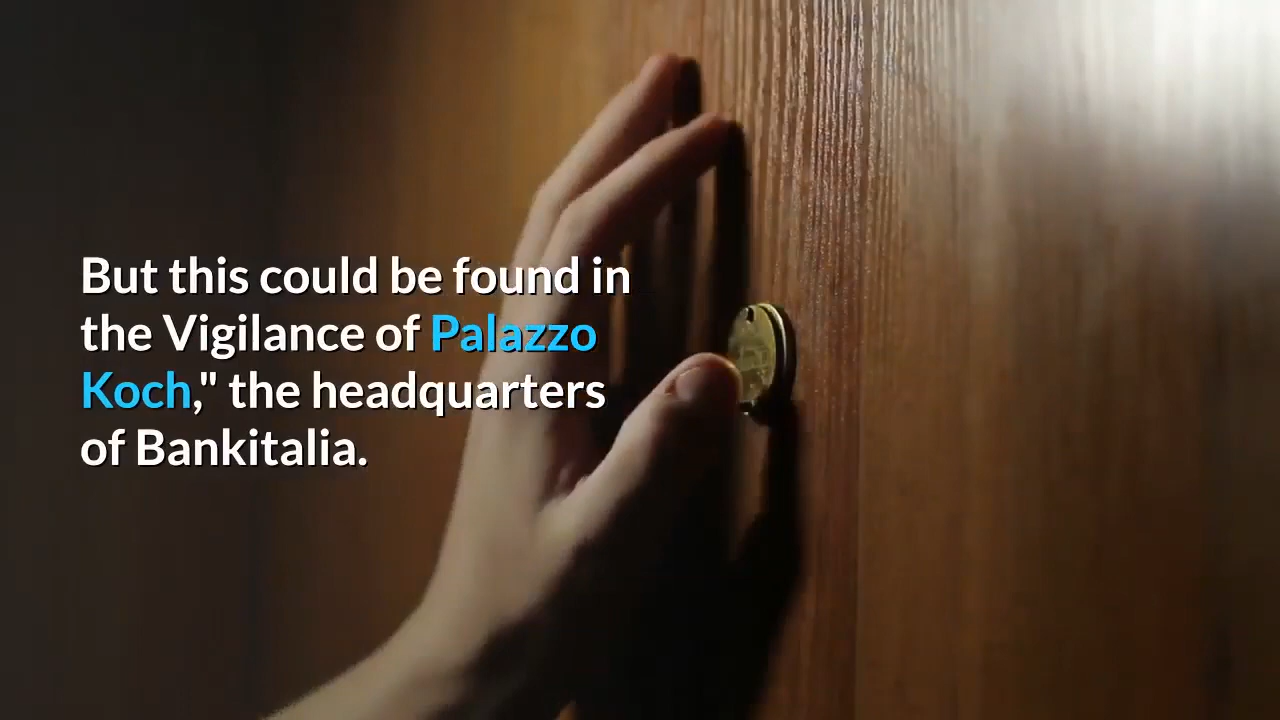 But this could be found in
the Vigilance of Palazzo
Koch," the headquarters
of Bankitalia.